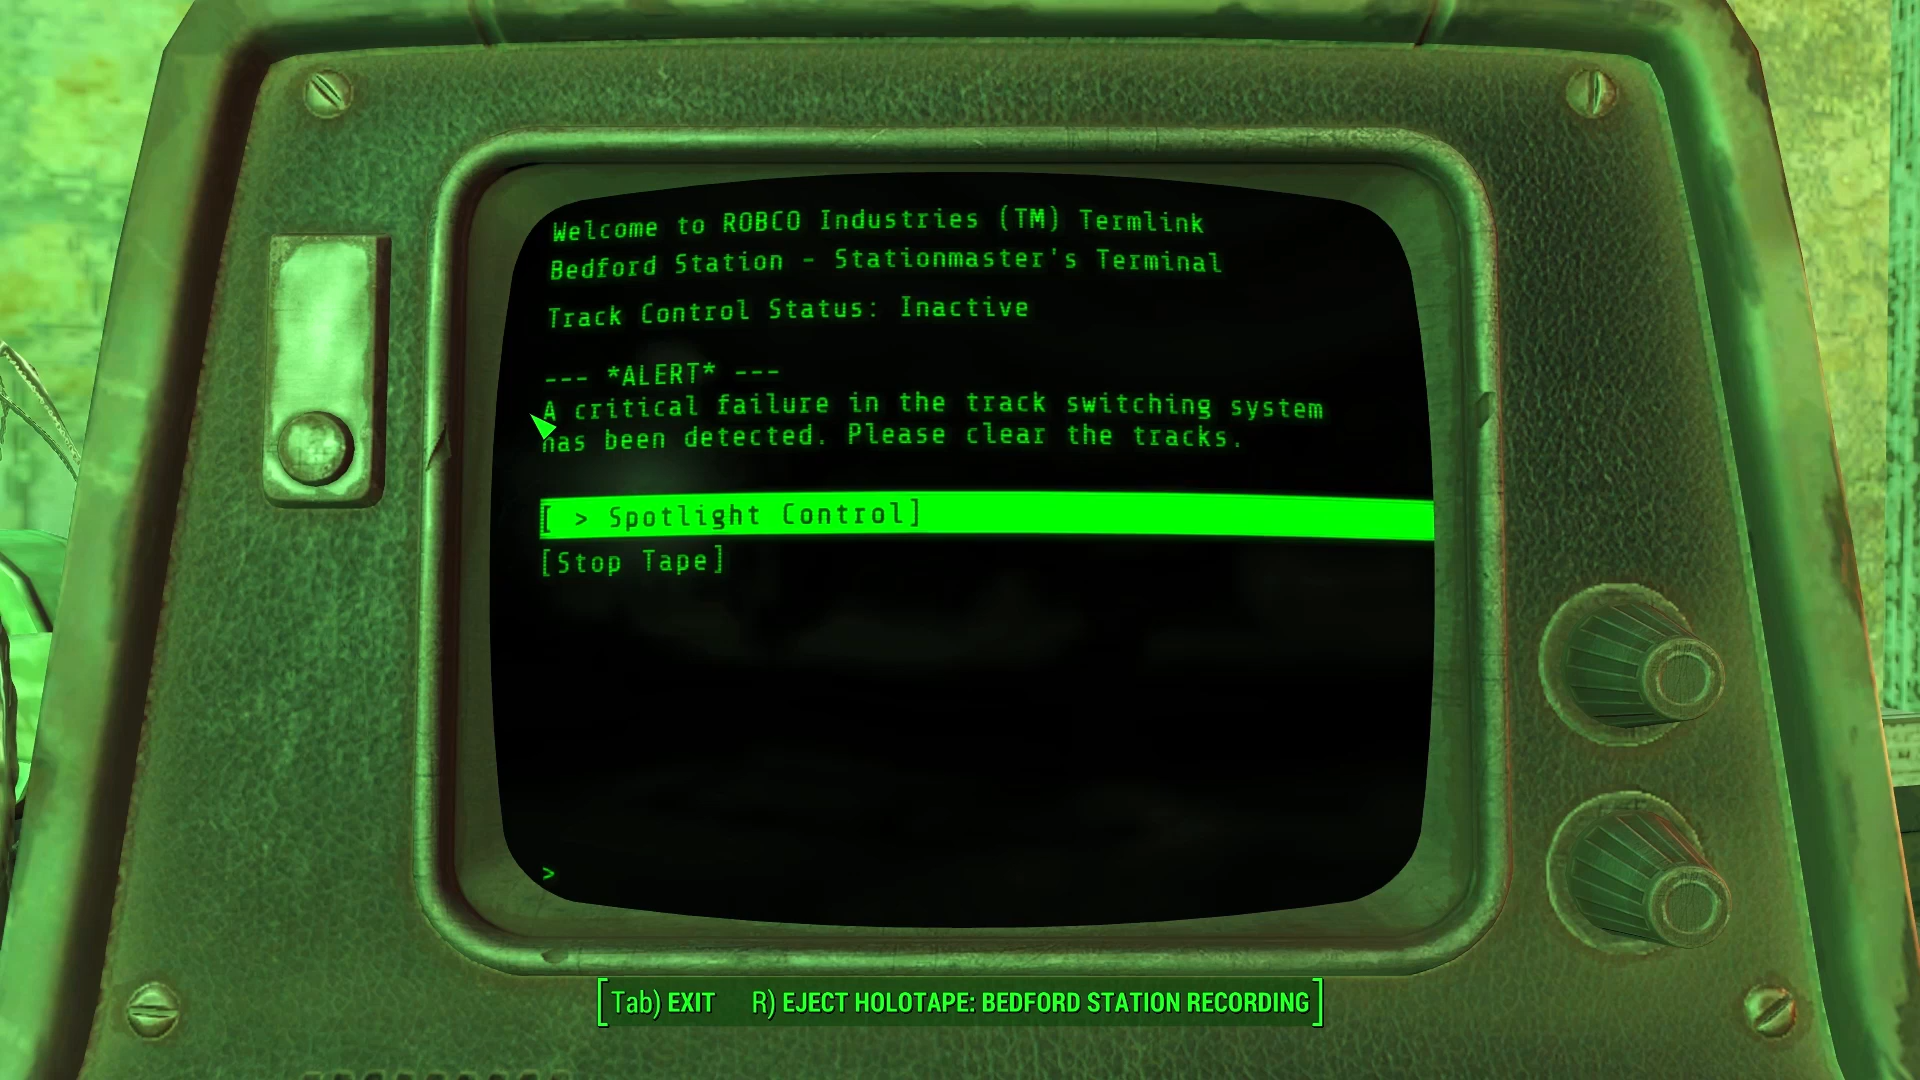 Welcome to ROBCO Industries (TM) Termlink
Bedford Station - Stationmaster's Terminal
Track Control Status: Inactive
--- *ALERT* ---
A critical failure in the track switching system
has been detected. Please clear the tracks.
[ > Spotlight Control]
[Stop Tape]
>
[Tab) EXIT R) EJECT HOLOTAPE: BEDFORD STATION RECORDING]